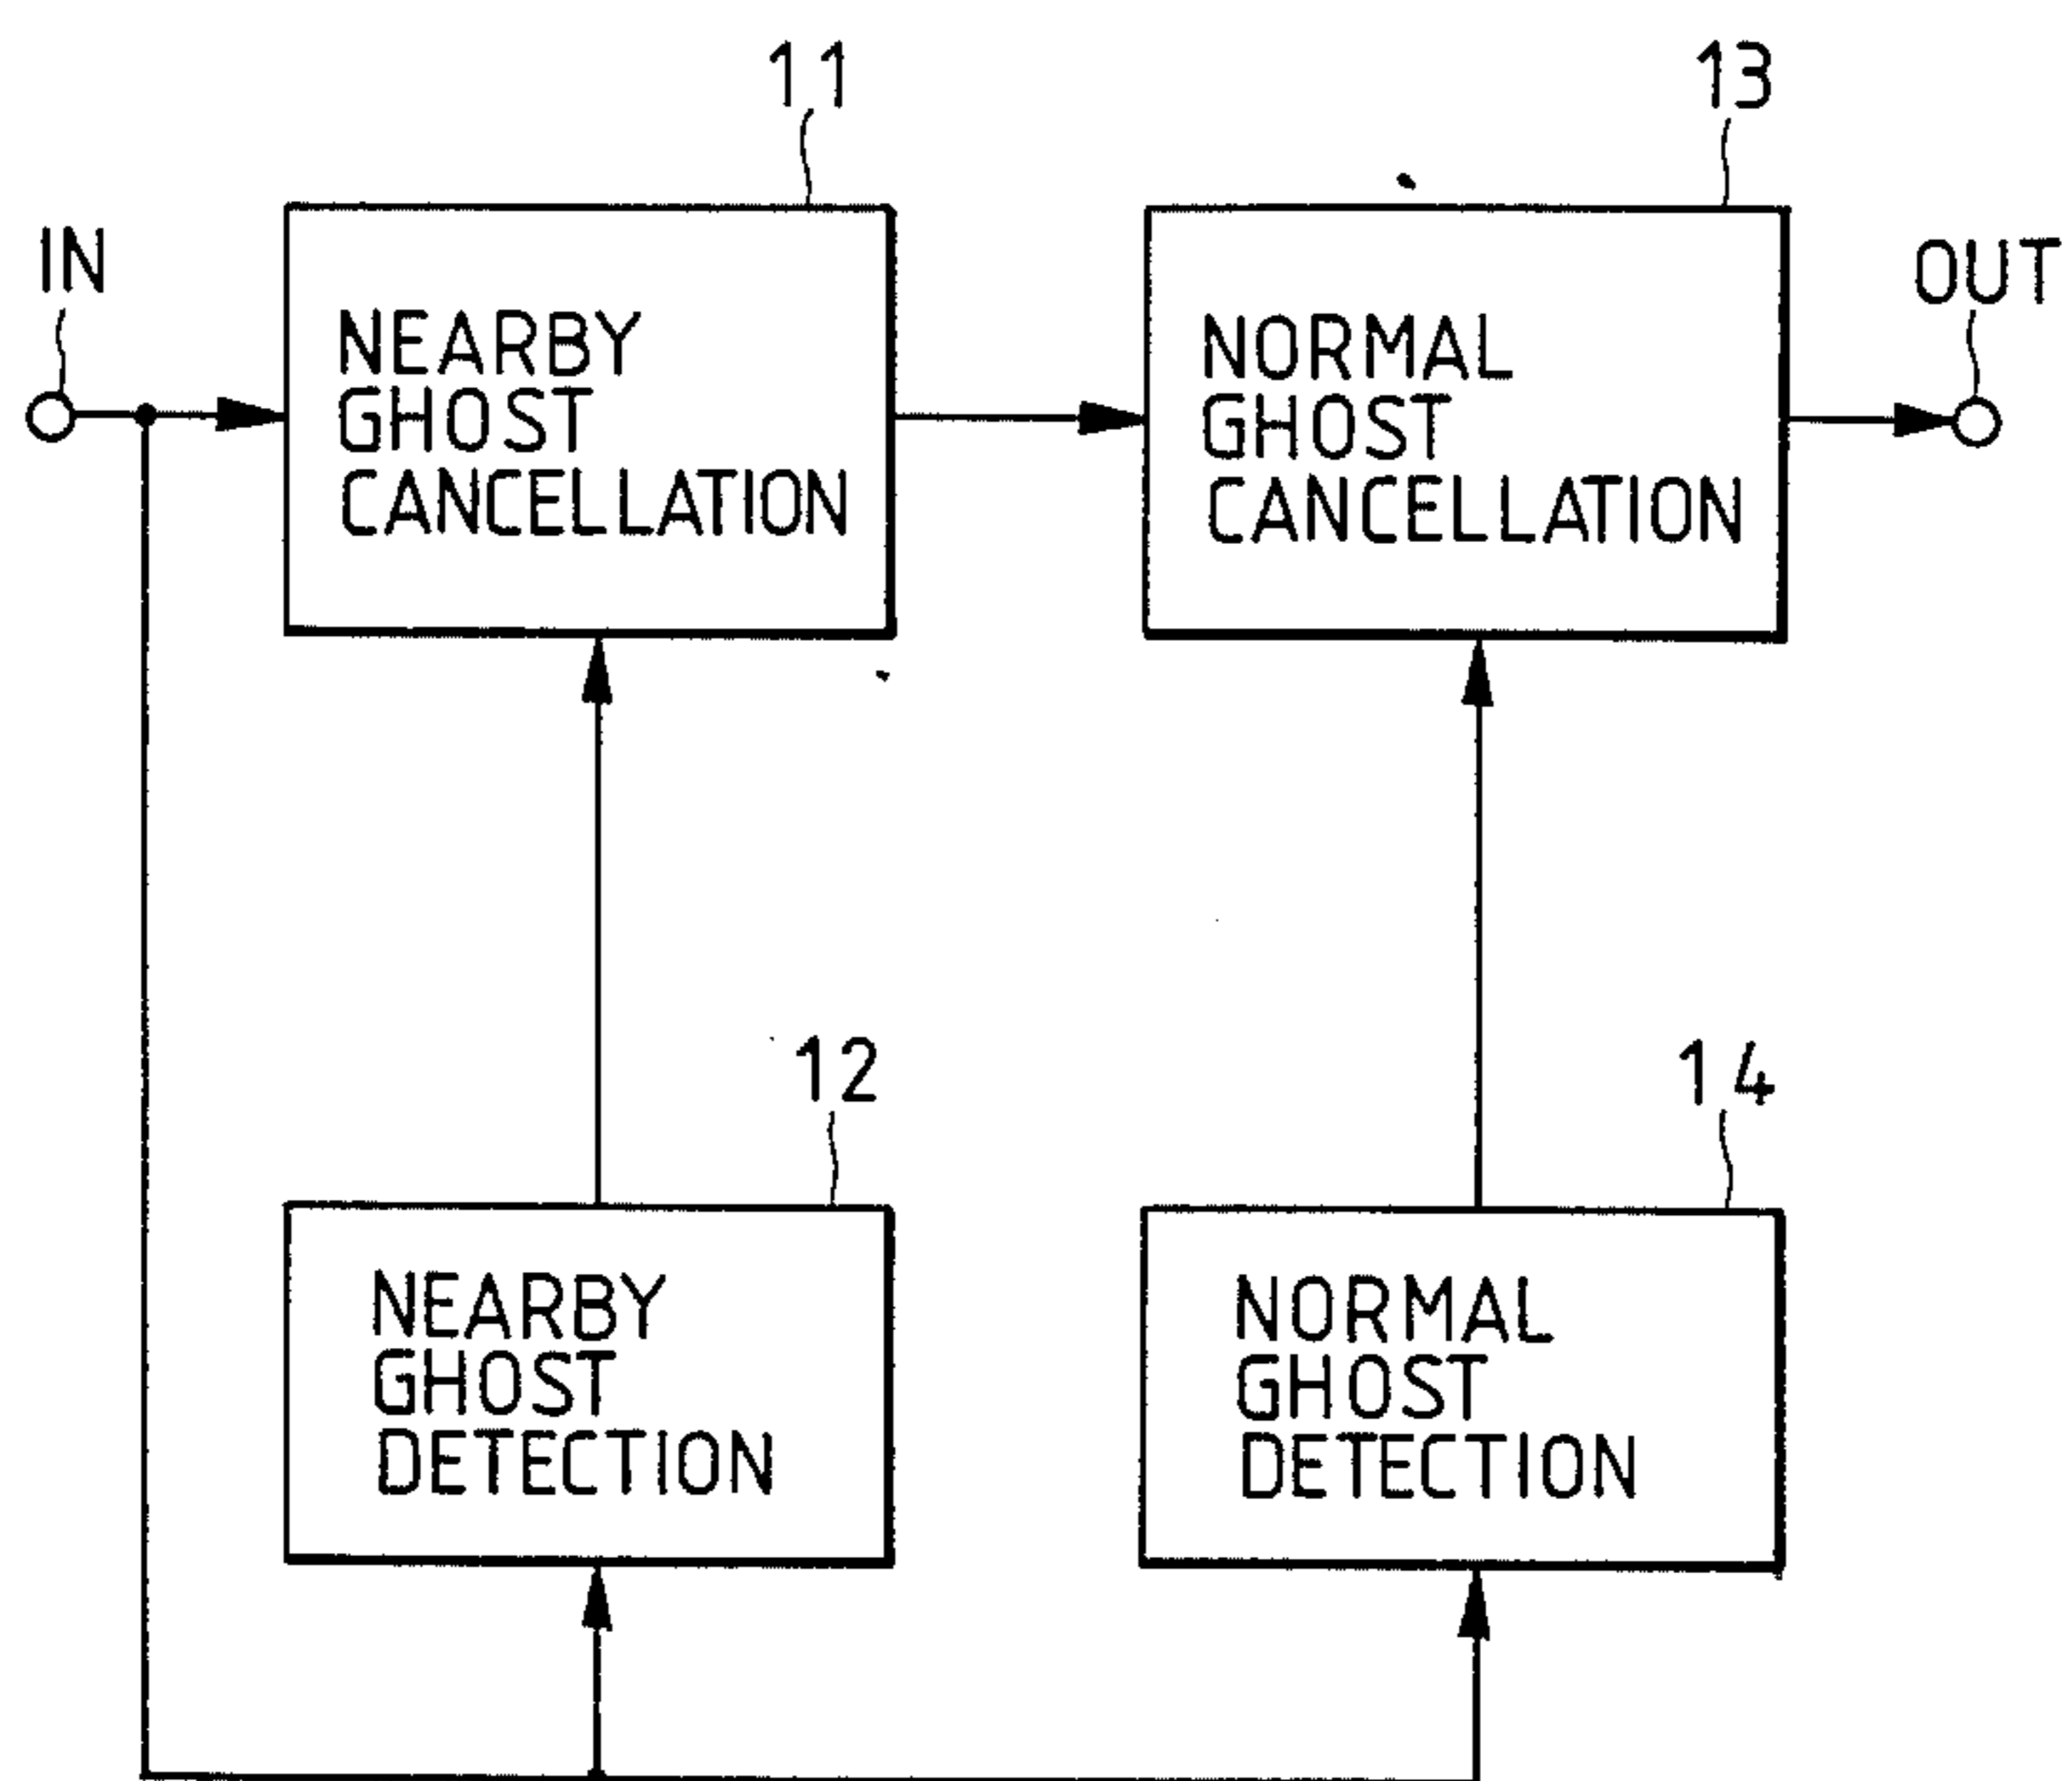 11
13
IN
OUT
NEARBY
GHOST
CANCELLATION
NORMAL
GHOST
CANCELLATION
12
14
NEARBY
GHOST
DETECTION
NORMAL
GHOST
DETECTION